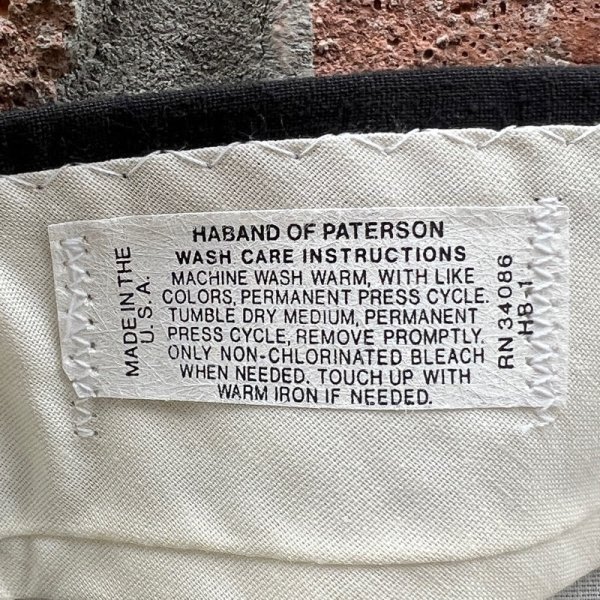 HABAND OF PATERSON
WASH CARE INSTRUCTIONS
MACHINE WASH WARM, WITH LIKE
COLORS, PERMANENT PRESS CYCLE.
TUMBLE DRY MEDIUM, PERMANENT
PRESS CYCLE, REMOVE PROMPTLY.
ONLY NON-CHLORINATED BLEACH
WHEN NEEDED. TOUCH UP WITH
WARM IRON IF NEEDED.
MADE IN THE
U.S.A.
RN 34086
HB-1